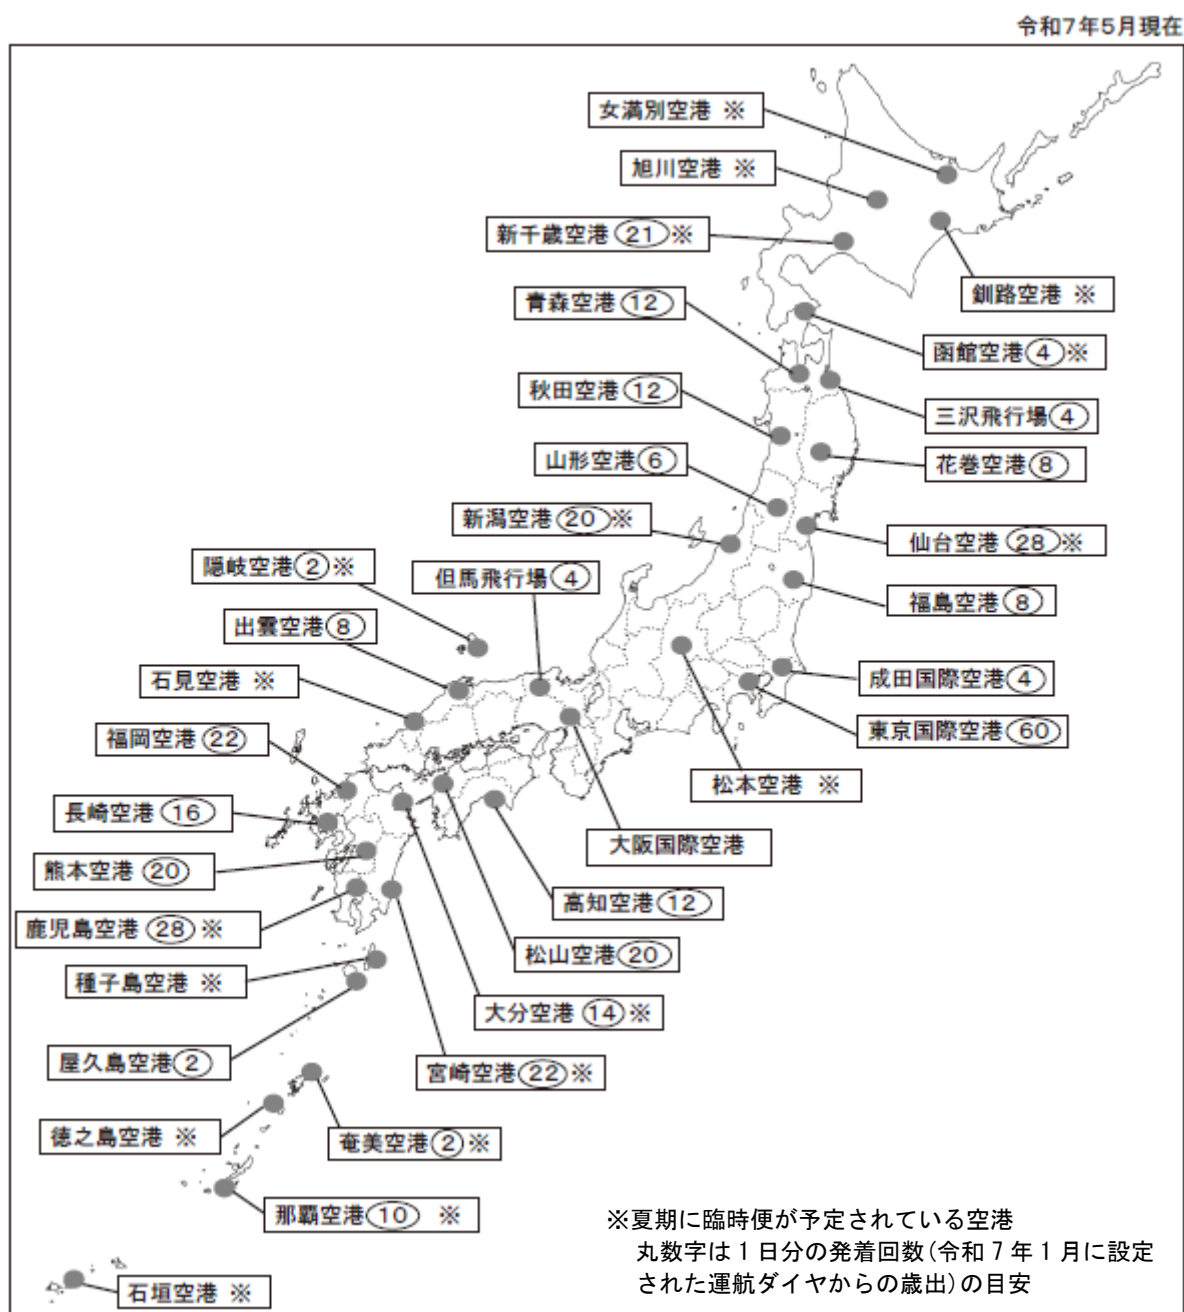 令和7年5月現在
女満別空港 ※
旭川空港 ※
新千歳空港 21 ※
釧路空港 ※
青森空港 12
函館空港 4 ※
秋田空港 12
三沢飛行場 4
山形空港 6
花巻空港 8
新潟空港 20 ※
仙台空港 28 ※
隠岐空港 2 ※
但馬飛行場 4
福島空港 8
出雲空港 8
石見空港 ※
成田国際空港 4
福岡空港 22
東京国際空港 60
松本空港 ※
長崎空港 16
大阪国際空港
熊本空港 20
高知空港 12
鹿児島空港 28 ※
松山空港 20
種子島空港 ※
大分空港 14 ※
屋久島空港 2
宮崎空港 22 ※
徳之島空港 ※
奄美空港 2 ※
那覇空港 10 ※
石垣空港 ※
※夏期に臨時便が予定されている空港
丸数字は1日分の発着回数(令和7年1月に設定
された運航ダイヤからの歳出)の目安